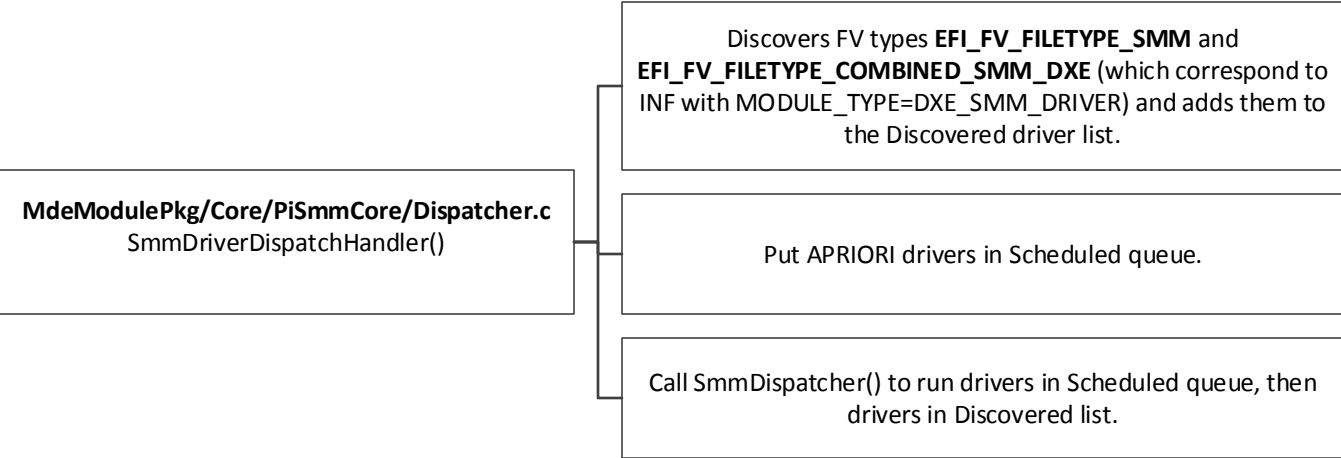 Discovers FV types EFI_FV_FILETYPE_SMM and
EFI_FV_FILETYPE_COMBINED_SMM_DXE (which correspond to
INF with MODULE_TYPE=DXE_SMM_DRIVER) and adds them to
the Discovered driver list.
MdeModulePkg/Core/PiSmmCore/Dispatcher.c
SmmDriverDispatchHandler()
Put APRIORI drivers in Scheduled queue.
Call SmmDispatcher() to run drivers in Scheduled queue, then
drivers in Discovered list.